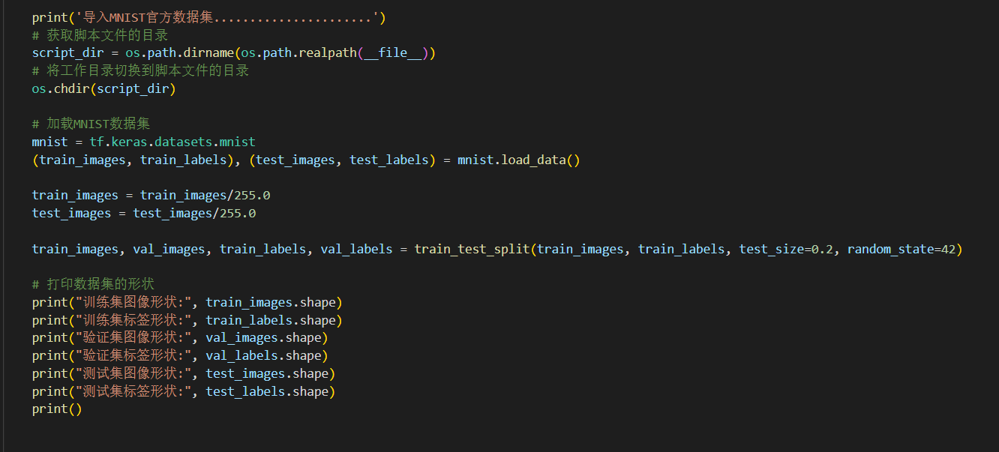 print('导入MNIST官方数据集.......................')
# 获取脚本文件的目录
script_dir = os.path.dirname(os.path.realpath(__file__))
# 将工作目录切换到脚本文件的目录
os.chdir(script_dir)
# 加载MNIST数据集
mnist = tf.keras.datasets.mnist
(train_images, train_labels), (test_images, test_labels) = mnist.load_data()
train_images = train_images/255.0
test_images = test_images/255.0
train_images, val_images, train_labels, val_labels = train_test_split(train_images, train_labels, test_size=0.2, random_state=42)
# 打印数据集的形状
print("训练集图像形状:", train_images.shape)
print("训练集标签形状:", train_labels.shape)
print("验证集图像形状:", val_images.shape)
print("验证集标签形状:", val_labels.shape)
print("测试集图像形状:", test_images.shape)
print("测试集标签形状:", test_labels.shape)
print()